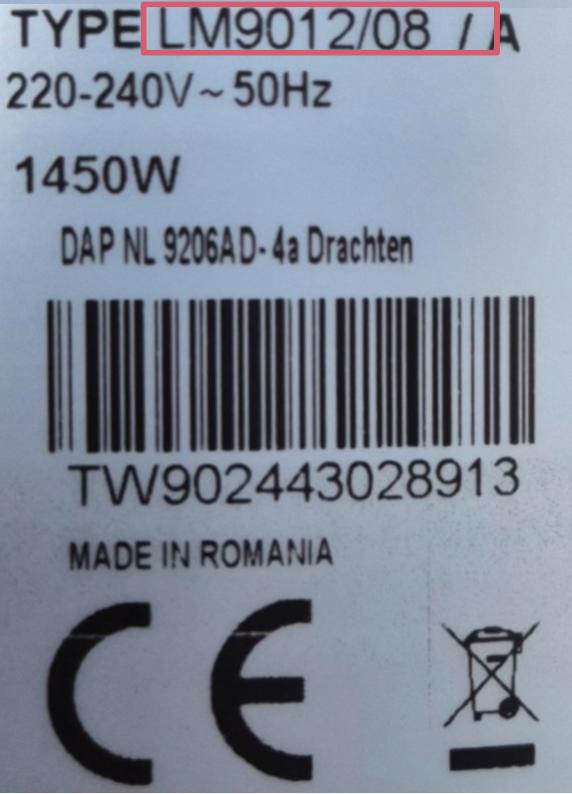 TYPE LM9012/08 / A
220-240V~50Hz
1450W
DAP NL 9206AD-4a Drachten
TW902443028913
MADE IN ROMANIA
CE